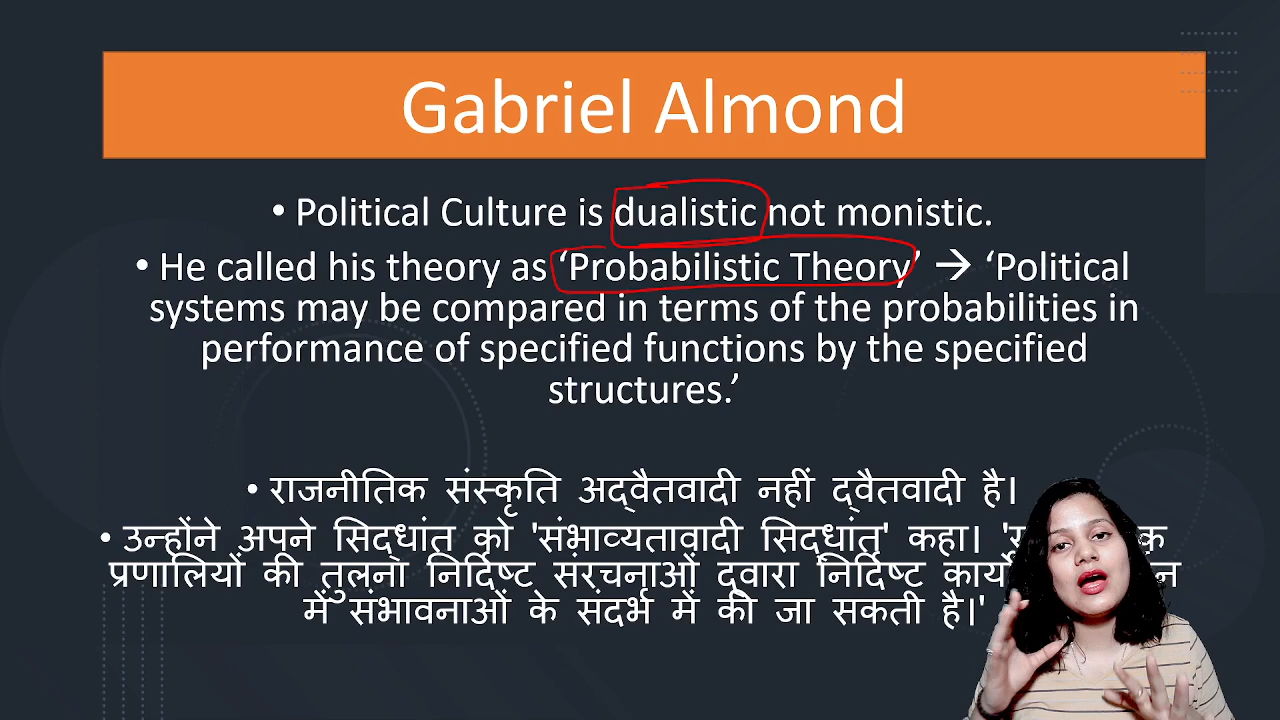 Gabriel Almond
• Political Culture is dualistic not monistic.
• He called his theory as ‘Probabilistic Theory’ → ‘Political
systems may be compared in terms of the probabilities in
performance of specified functions by the specified
structures.’
• राजनीतिक संस्कृति अद्वैतवादी नहीं द्वैतवादी है।
• उन्होंने अपने सिद्धांत को 'संभाव्यतावादी सिद्धांत' कहा।
प्रणालियों की तुलना निर्दिष्ट संरचनाओं द्वारा निर्दिष्ट
में संभावनाओं के संदर्भ में की जा सकती है।'